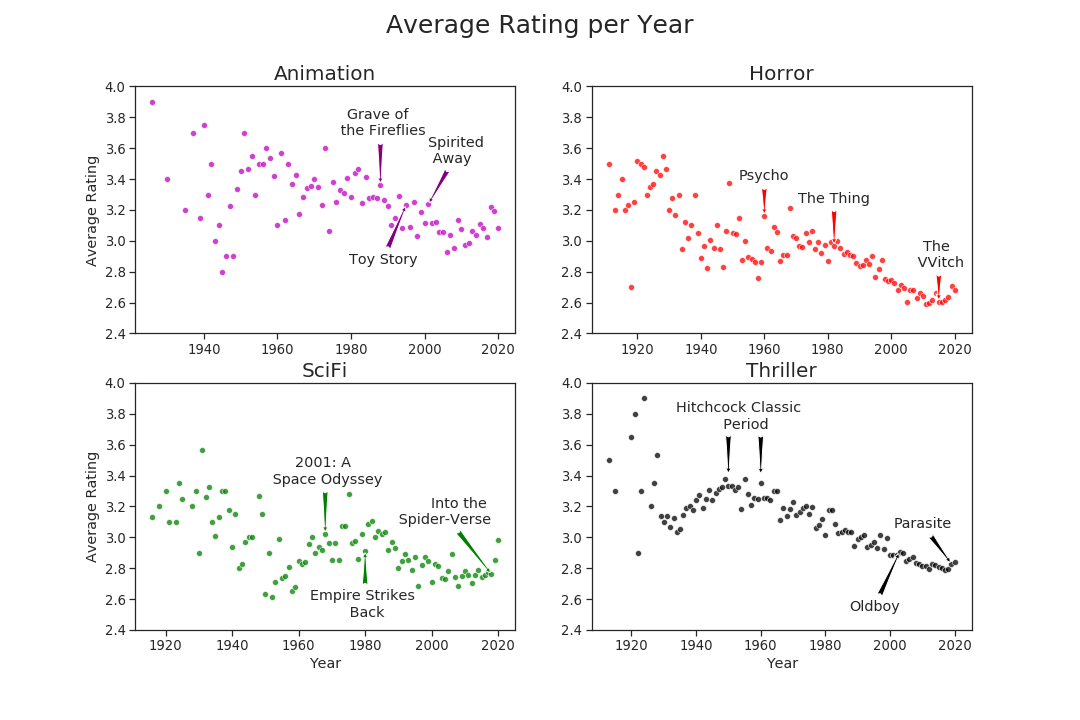 Average Rating per Year
Animation
Average Rating
4.0
3.8
3.6
3.4
3.2
3.0
2.8
2.6
2.4
Grave of
the Fireflies
Spirited
Away
Toy Story
1940
1960
1980
2000
2020
Horror
4.0
3.8
3.6
3.4
3.2
3.0
2.8
2.6
2.4
Psycho
The Thing
The
VVitch
1920
1940
1960
1980
2000
2020
SciFi
Average Rating
4.0
3.8
3.6
3.4
3.2
3.0
2.8
2.6
2.4
2001: A
Space Odyssey
Into the
Spider-Verse
Empire Strikes
Back
1920
1940
1960
1980
2000
2020
Year
Thriller
4.0
3.8
3.6
3.4
3.2
3.0
2.8
2.6
2.4
Hitchcock Classic
Period
Parasite
Oldboy
1920
1940
1960
1980
2000
2020
Year